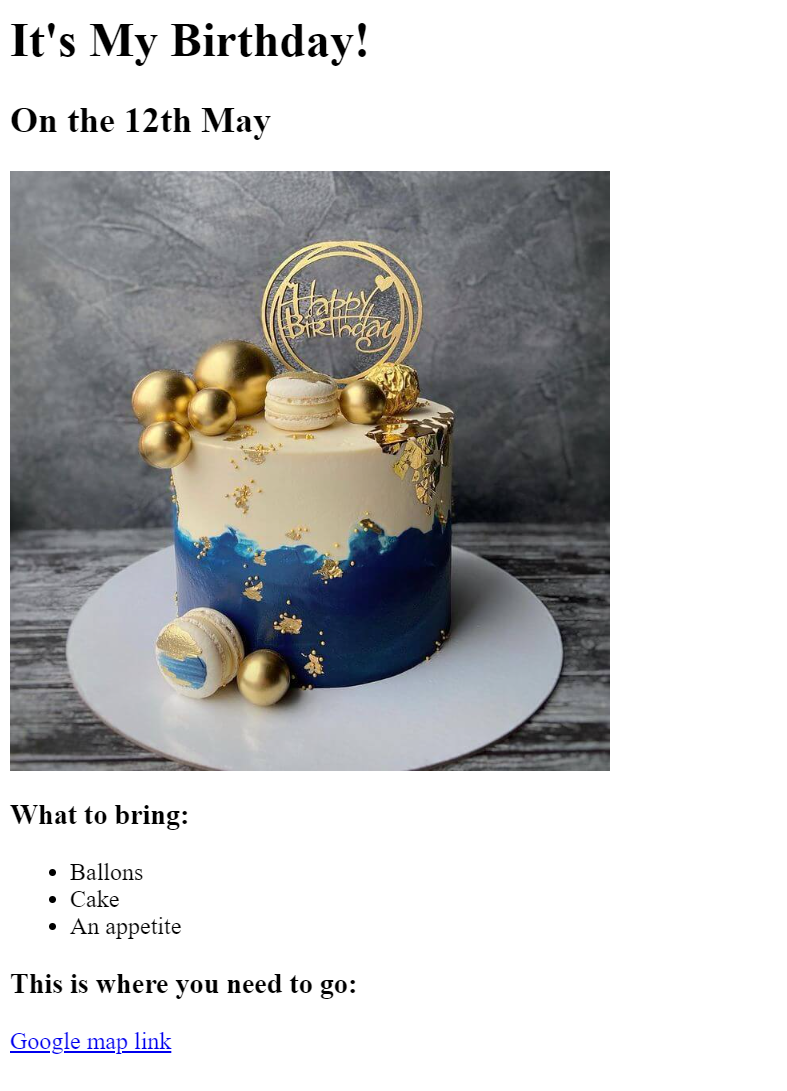 It's My Birthday!
On the 12th May
Happy
Birthday
What to bring:
Ballons
Cake
An appetite
This is where you need to go:
Google map link